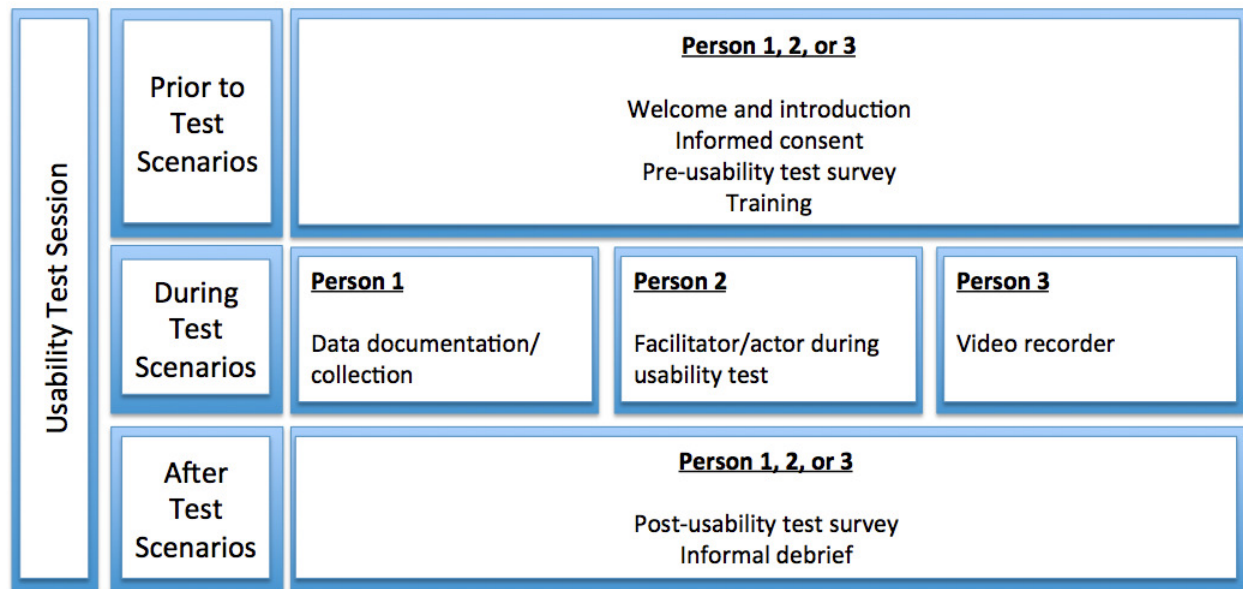 Usability Test Session
Prior to
Test
Scenarios
Person 1, 2, or 3
Welcome and introduction
Informed consent
Pre-usability test survey
Training
During
Test
Scenarios
Person 1
Data documentation/
collection
Person 2
Facilitator/actor during
usability test
Person 3
Video recorder
After
Test
Scenarios
Person 1, 2, or 3
Post-usability test survey
Informal debrief